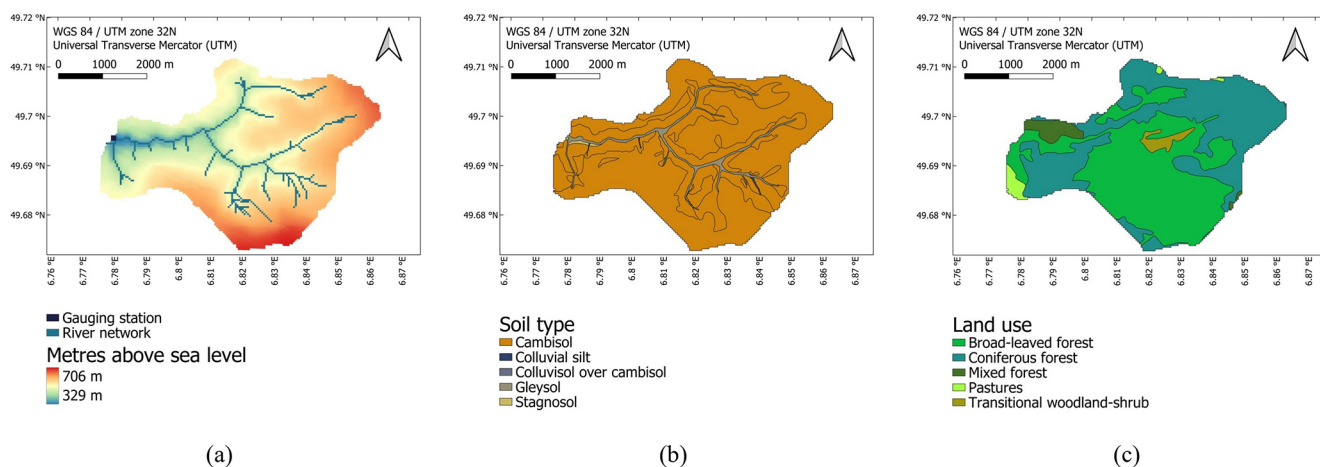 49.72 °N
49.71 °N
49.7 °N
49.69 °N
49.68 °N
WGS 84 / UTM zone 32N
Universal Transverse Mercator (UTM)
0 1000 2000 m
6.76 °E
6.77 °E
6.78 °E
6.79 °E
6.8 °E
6.81 °E
6.82 °E
6.83 °E
6.84 °E
6.85 °E
6.86 °E
6.87 °E
Gauging station
River network
Metres above sea level
706 m
329 m
(a)
49.72 °N
49.71 °N
49.7 °N
49.69 °N
49.68 °N
WGS 84 / UTM zone 32N
Universal Transverse Mercator (UTM)
0 1000 2000 m
6.76 °E
6.77 °E
6.78 °E
6.79 °E
6.8 °E
6.81 °E
6.82 °E
6.83 °E
6.84 °E
6.85 °E
6.86 °E
6.87 °E
Soil type
Cambisol
Colluvial silt
Colluvisol over cambisol
Gleysol
Stagnosol
(b)
49.72 °N
49.71 °N
49.7 °N
49.69 °N
49.68 °N
WGS 84 / UTM zone 32N
Universal Transverse Mercator (UTM)
0 1000 2000 m
6.76 °E
6.77 °E
6.78 °E
6.79 °E
6.8 °E
6.81 °E
6.82 °E
6.83 °E
6.84 °E
6.85 °E
6.86 °E
6.87 °E
Land use
Broad-leaved forest
Coniferous forest
Mixed forest
Pastures
Transitional woodland-shrub
(c)